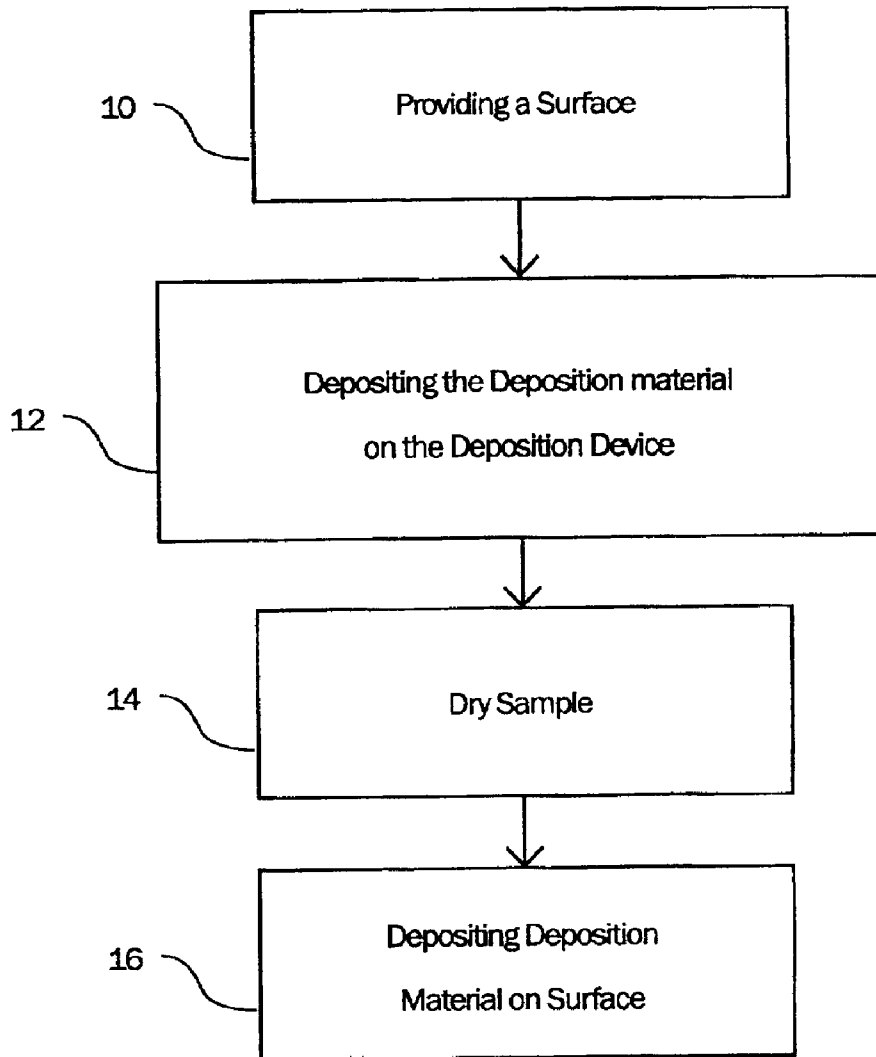 10
Providing a Surface
12
Depositing the Deposition material
on the Deposition Device
14
Dry Sample
16
Depositing Deposition
Material on Surface